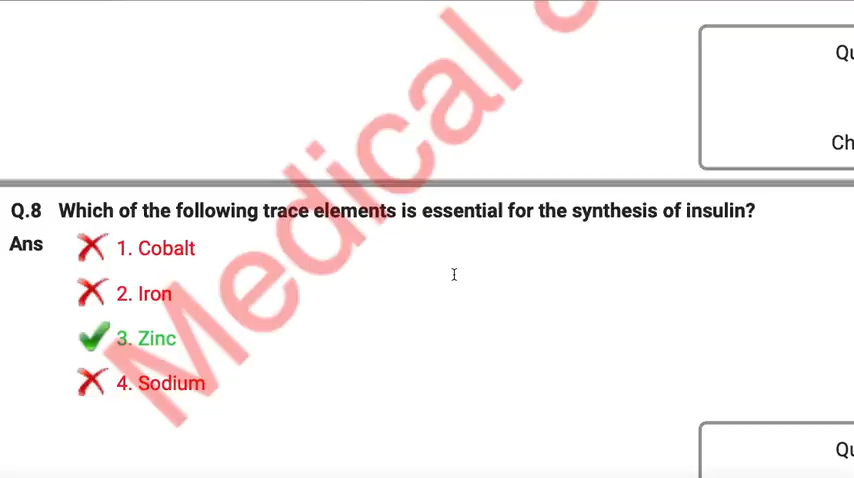 Medical
Qu
Ch
Q.8 Which of the following trace elements is essential for the synthesis of insulin?
Ans 1. Cobalt
2. Iron
3. Zinc
4. Sodium
Qu